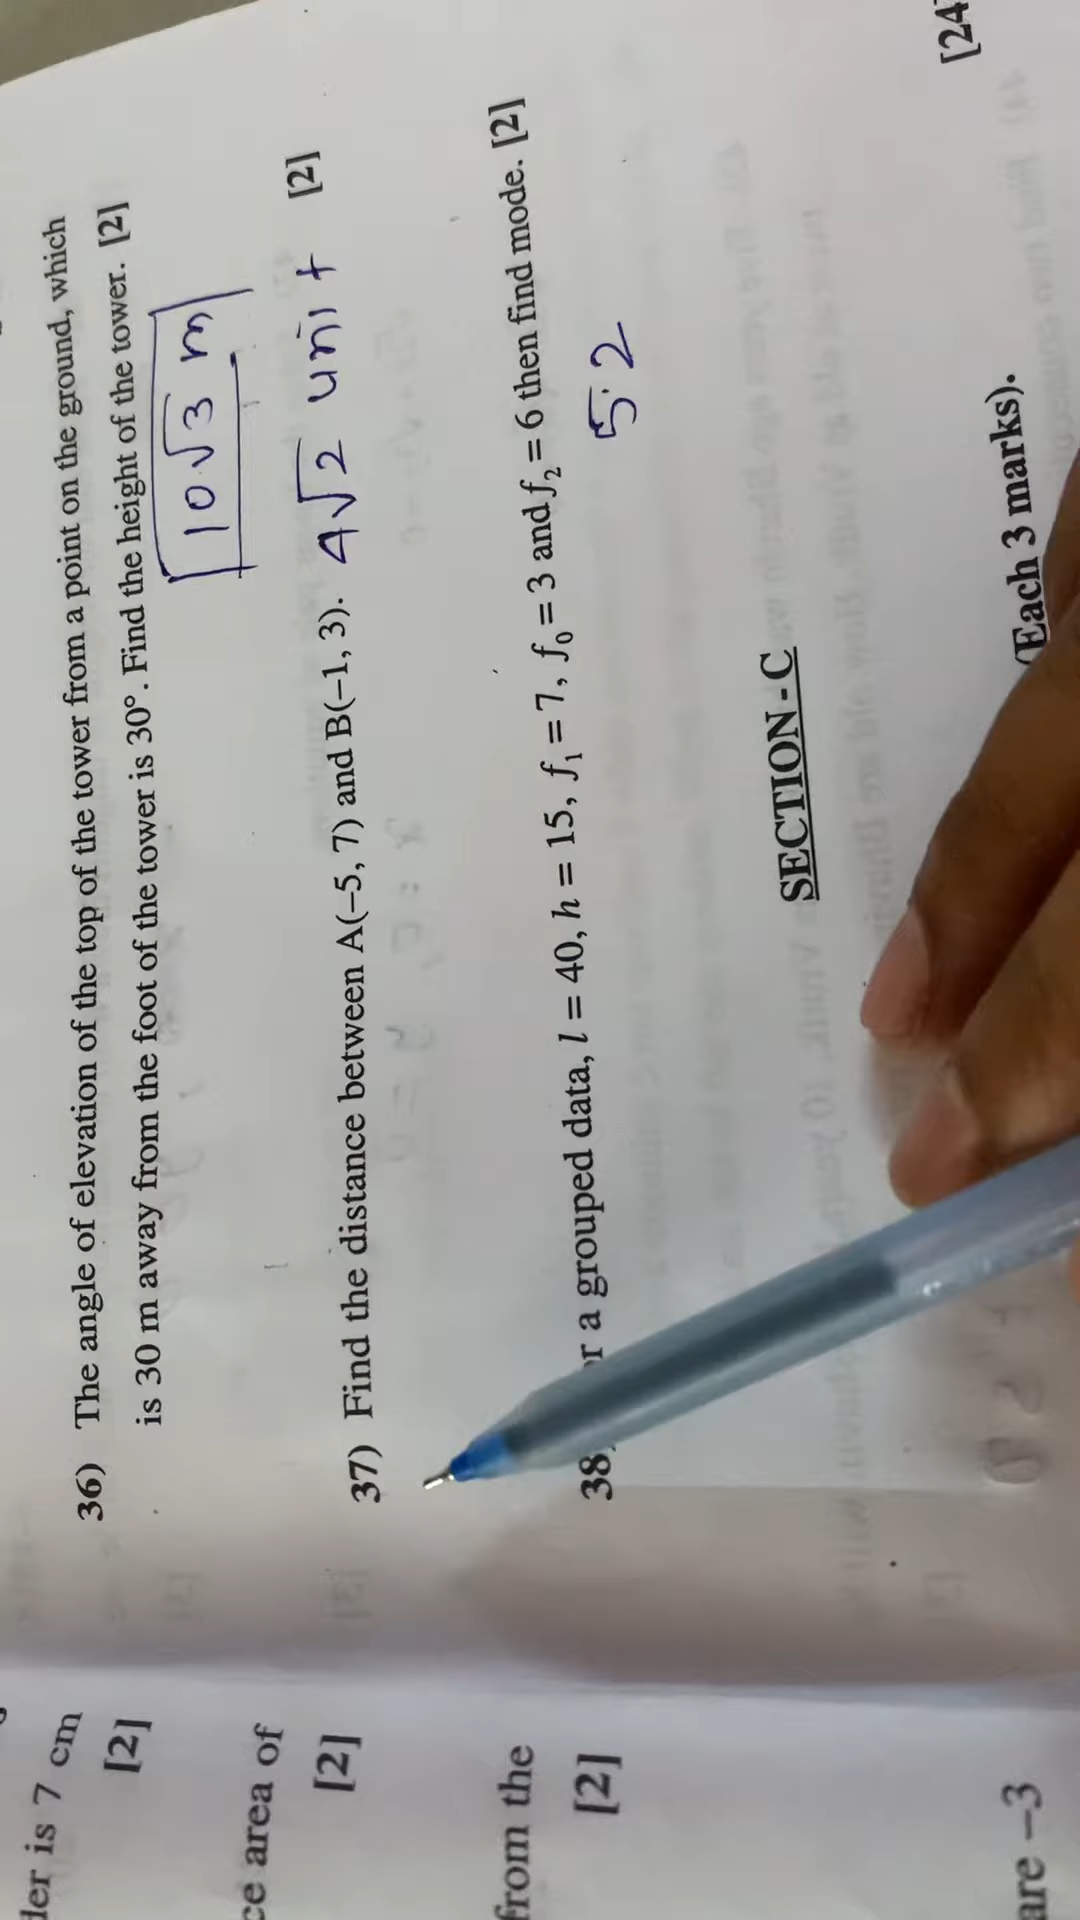 36) The angle of elevation of the top of the tower from a point on the ground, which
is 30 m away from the foot of the tower is 30°. Find the height of the tower. [2]
10√3 m
37) Find the distance between A(−5, 7) and B(−1, 3). 4√2 unit [2]
38 a grouped data, l = 40, h = 15, f₁ = 7, f₀ = 3 and f₂ = 6 then find mode. [2]
52
SECTION - C
(Each 3 marks). [24
is 7 cm
[2]
area of
[2]
from the
[2]
are −3